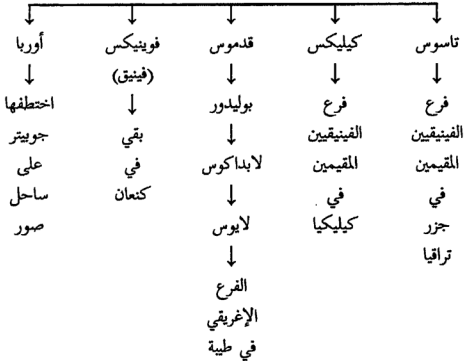 تاسوس كيليكس قدموس فوينيكس أوربا
(فينيق)
فرع
الفينيقيين
المقيمين
في
جزر
تراقيا
فرع
الفينيقيين
المقيمين
في
كيليكيا
بوليدور
لابداكوس
لايوس
الفرع
الإغريقي
في طيبة
بقي
في
كنعان
اختطفها
جوبيتر
على
ساحل
صور